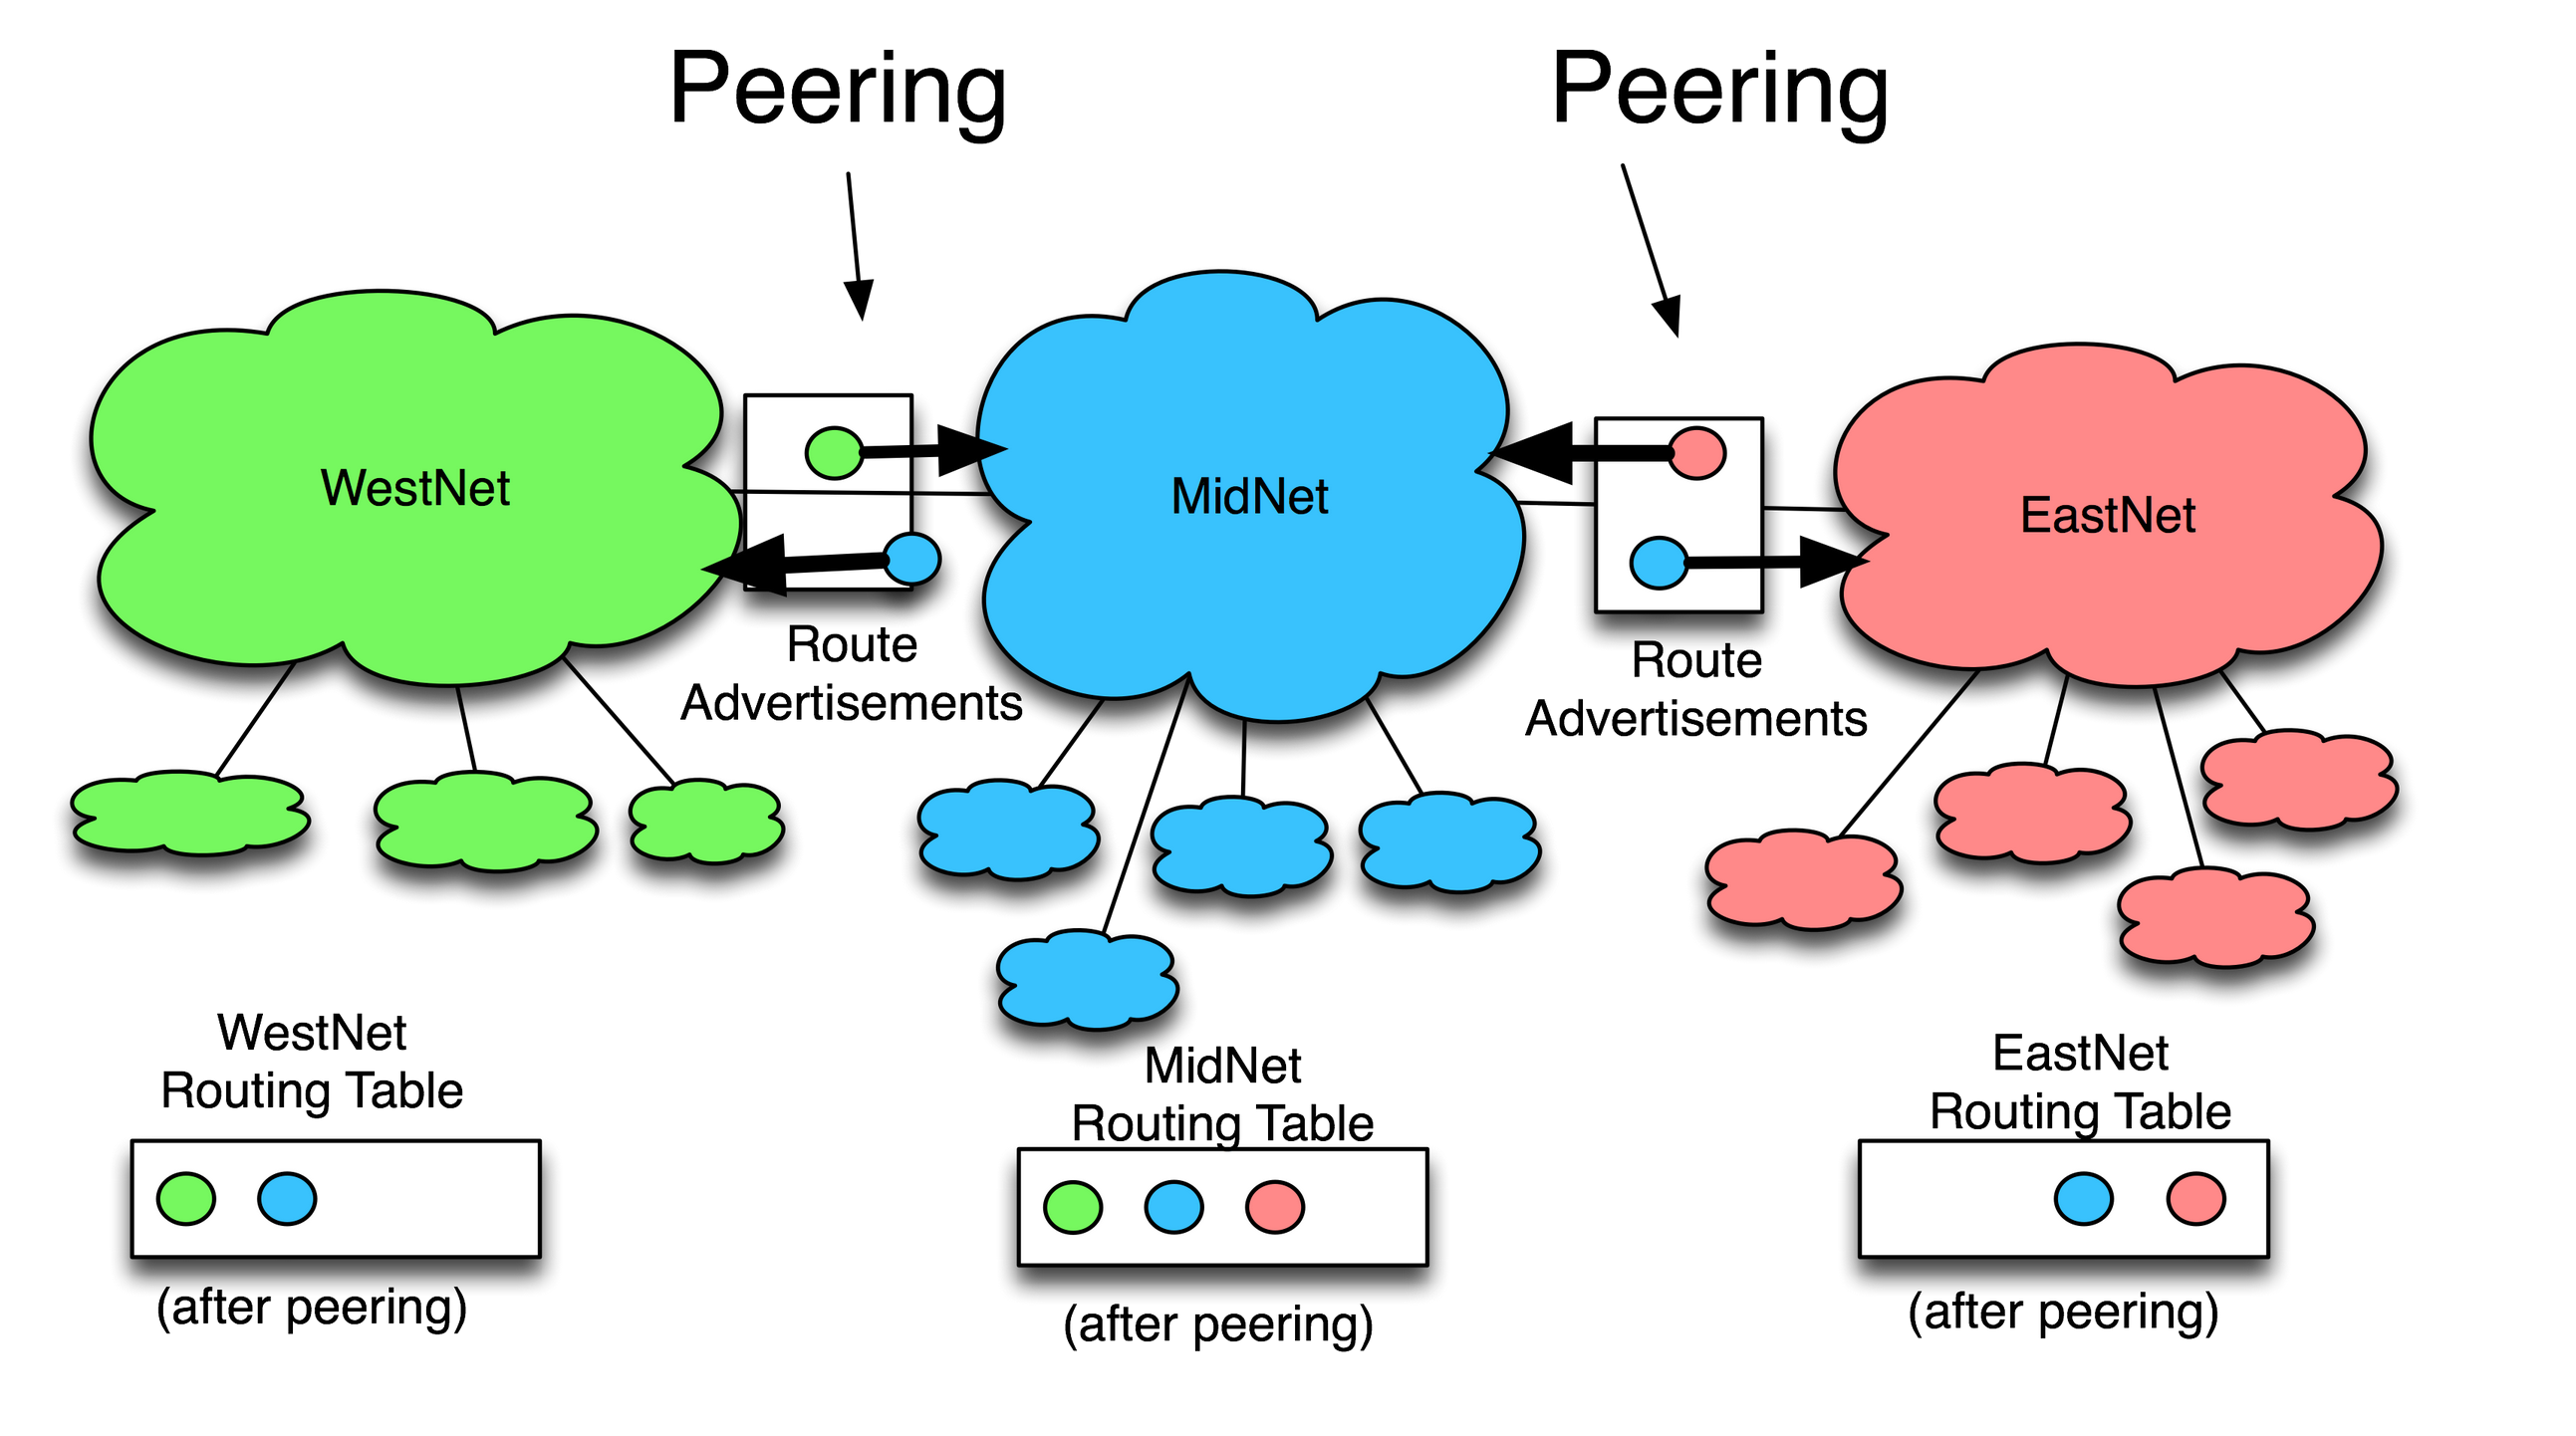 Peering
Peering
WestNet
MidNet
EastNet
Route
Advertisements
Route
Advertisements
WestNet
Routing Table
(after peering)
MidNet
Routing Table
(after peering)
EastNet
Routing Table
(after peering)